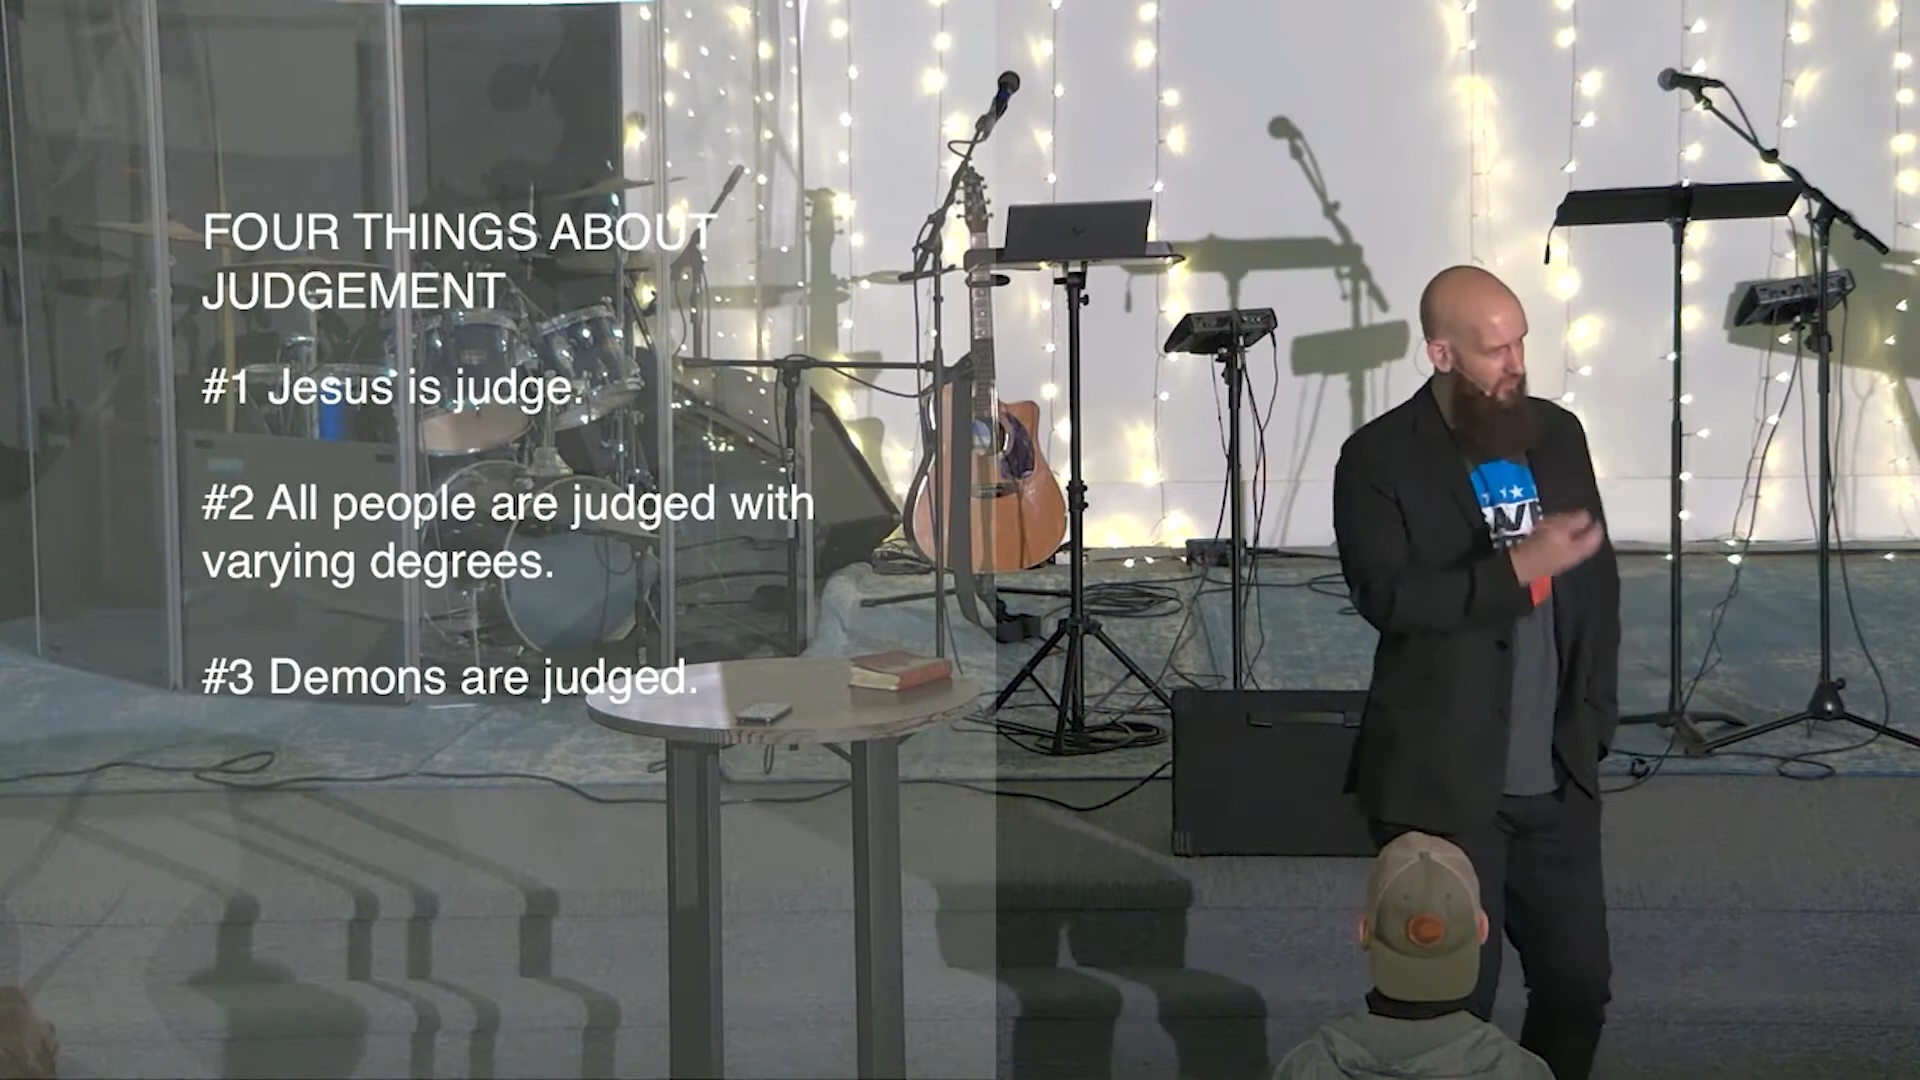 FOUR THINGS ABOUT
JUDGEMENT
#1 Jesus is judge.
#2 All people are judged with
varying degrees.
#3 Demons are judged.